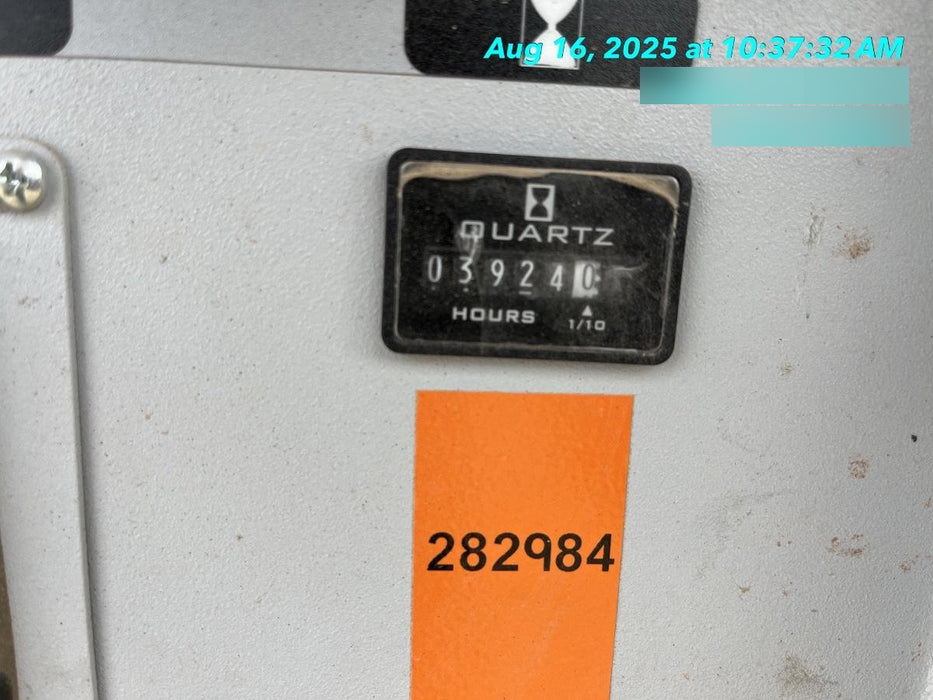 Aug 16, 2025 at 10:37:32 AM
QUARTZ
039240
HOURS
1/10
282984